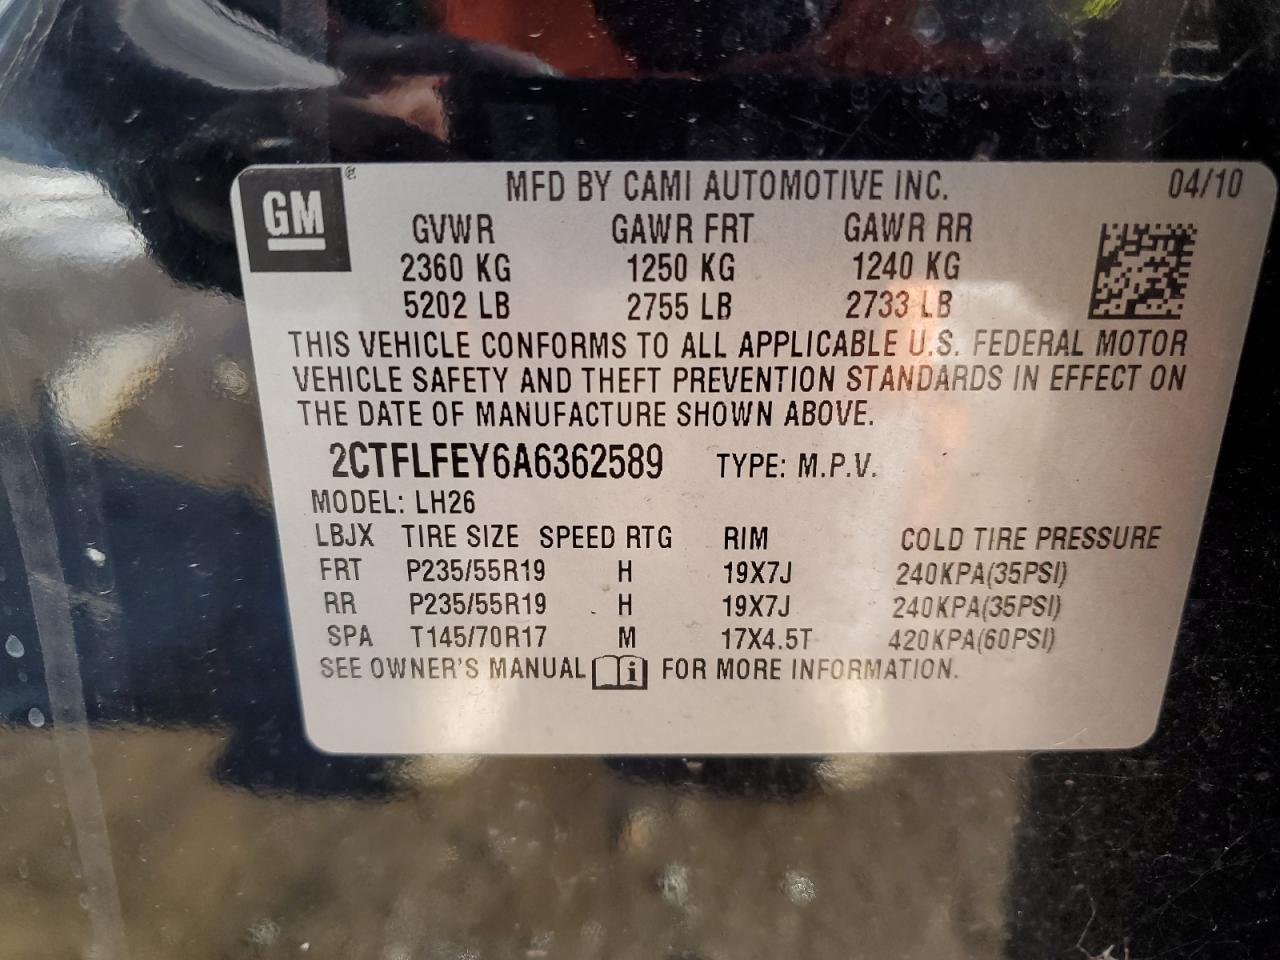 GM®
MFD BY CAMI AUTOMOTIVE INC. 04/10
GVWR GAWR FRT GAWR RR
2360 KG 1250 KG 1240 KG
5202 LB 2755 LB 2733 LB
THIS VEHICLE CONFORMS TO ALL APPLICABLE U.S. FEDERAL MOTOR
VEHICLE SAFETY AND THEFT PREVENTION STANDARDS IN EFFECT ON
THE DATE OF MANUFACTURE SHOWN ABOVE.
2CTFLFEY6A6362589 TYPE: M.P.V.
MODEL: LH26
LBJX TIRE SIZE SPEED RTG RIM COLD TIRE PRESSURE
FRT P235/55R19 H 19X7J 240KPA(35PSI)
RR P235/55R19 H 19X7J 240KPA(35PSI)
SPA T145/70R17 M 17X4.5T 420KPA(60PSI)
SEE OWNER'S MANUAL i FOR MORE INFORMATION.